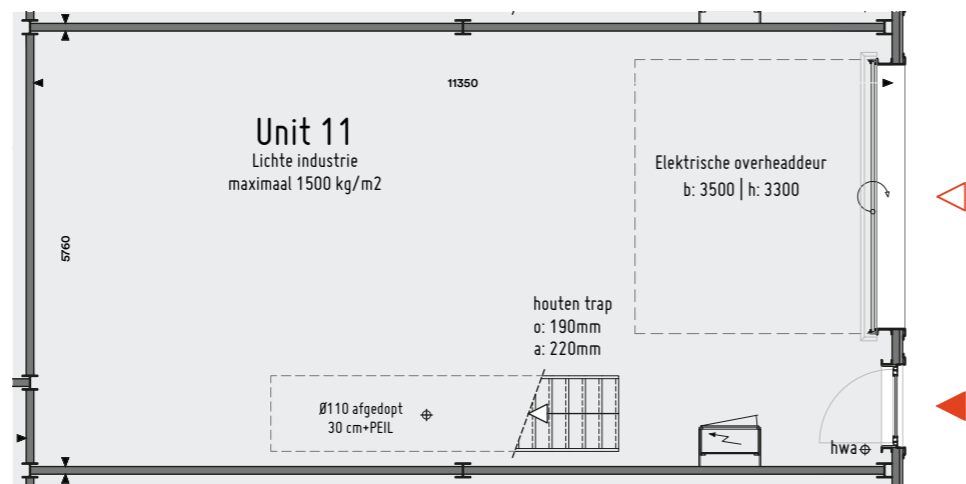 11350
Unit 11
Lichte industrie
maximaal 1500 kg/m2
Elektrische overheaddeur
b: 3500 | h: 3300
5760
houten trap
o: 190mm
a: 220mm
Ø110 afgedopt
30 cm+PEIL
hwa